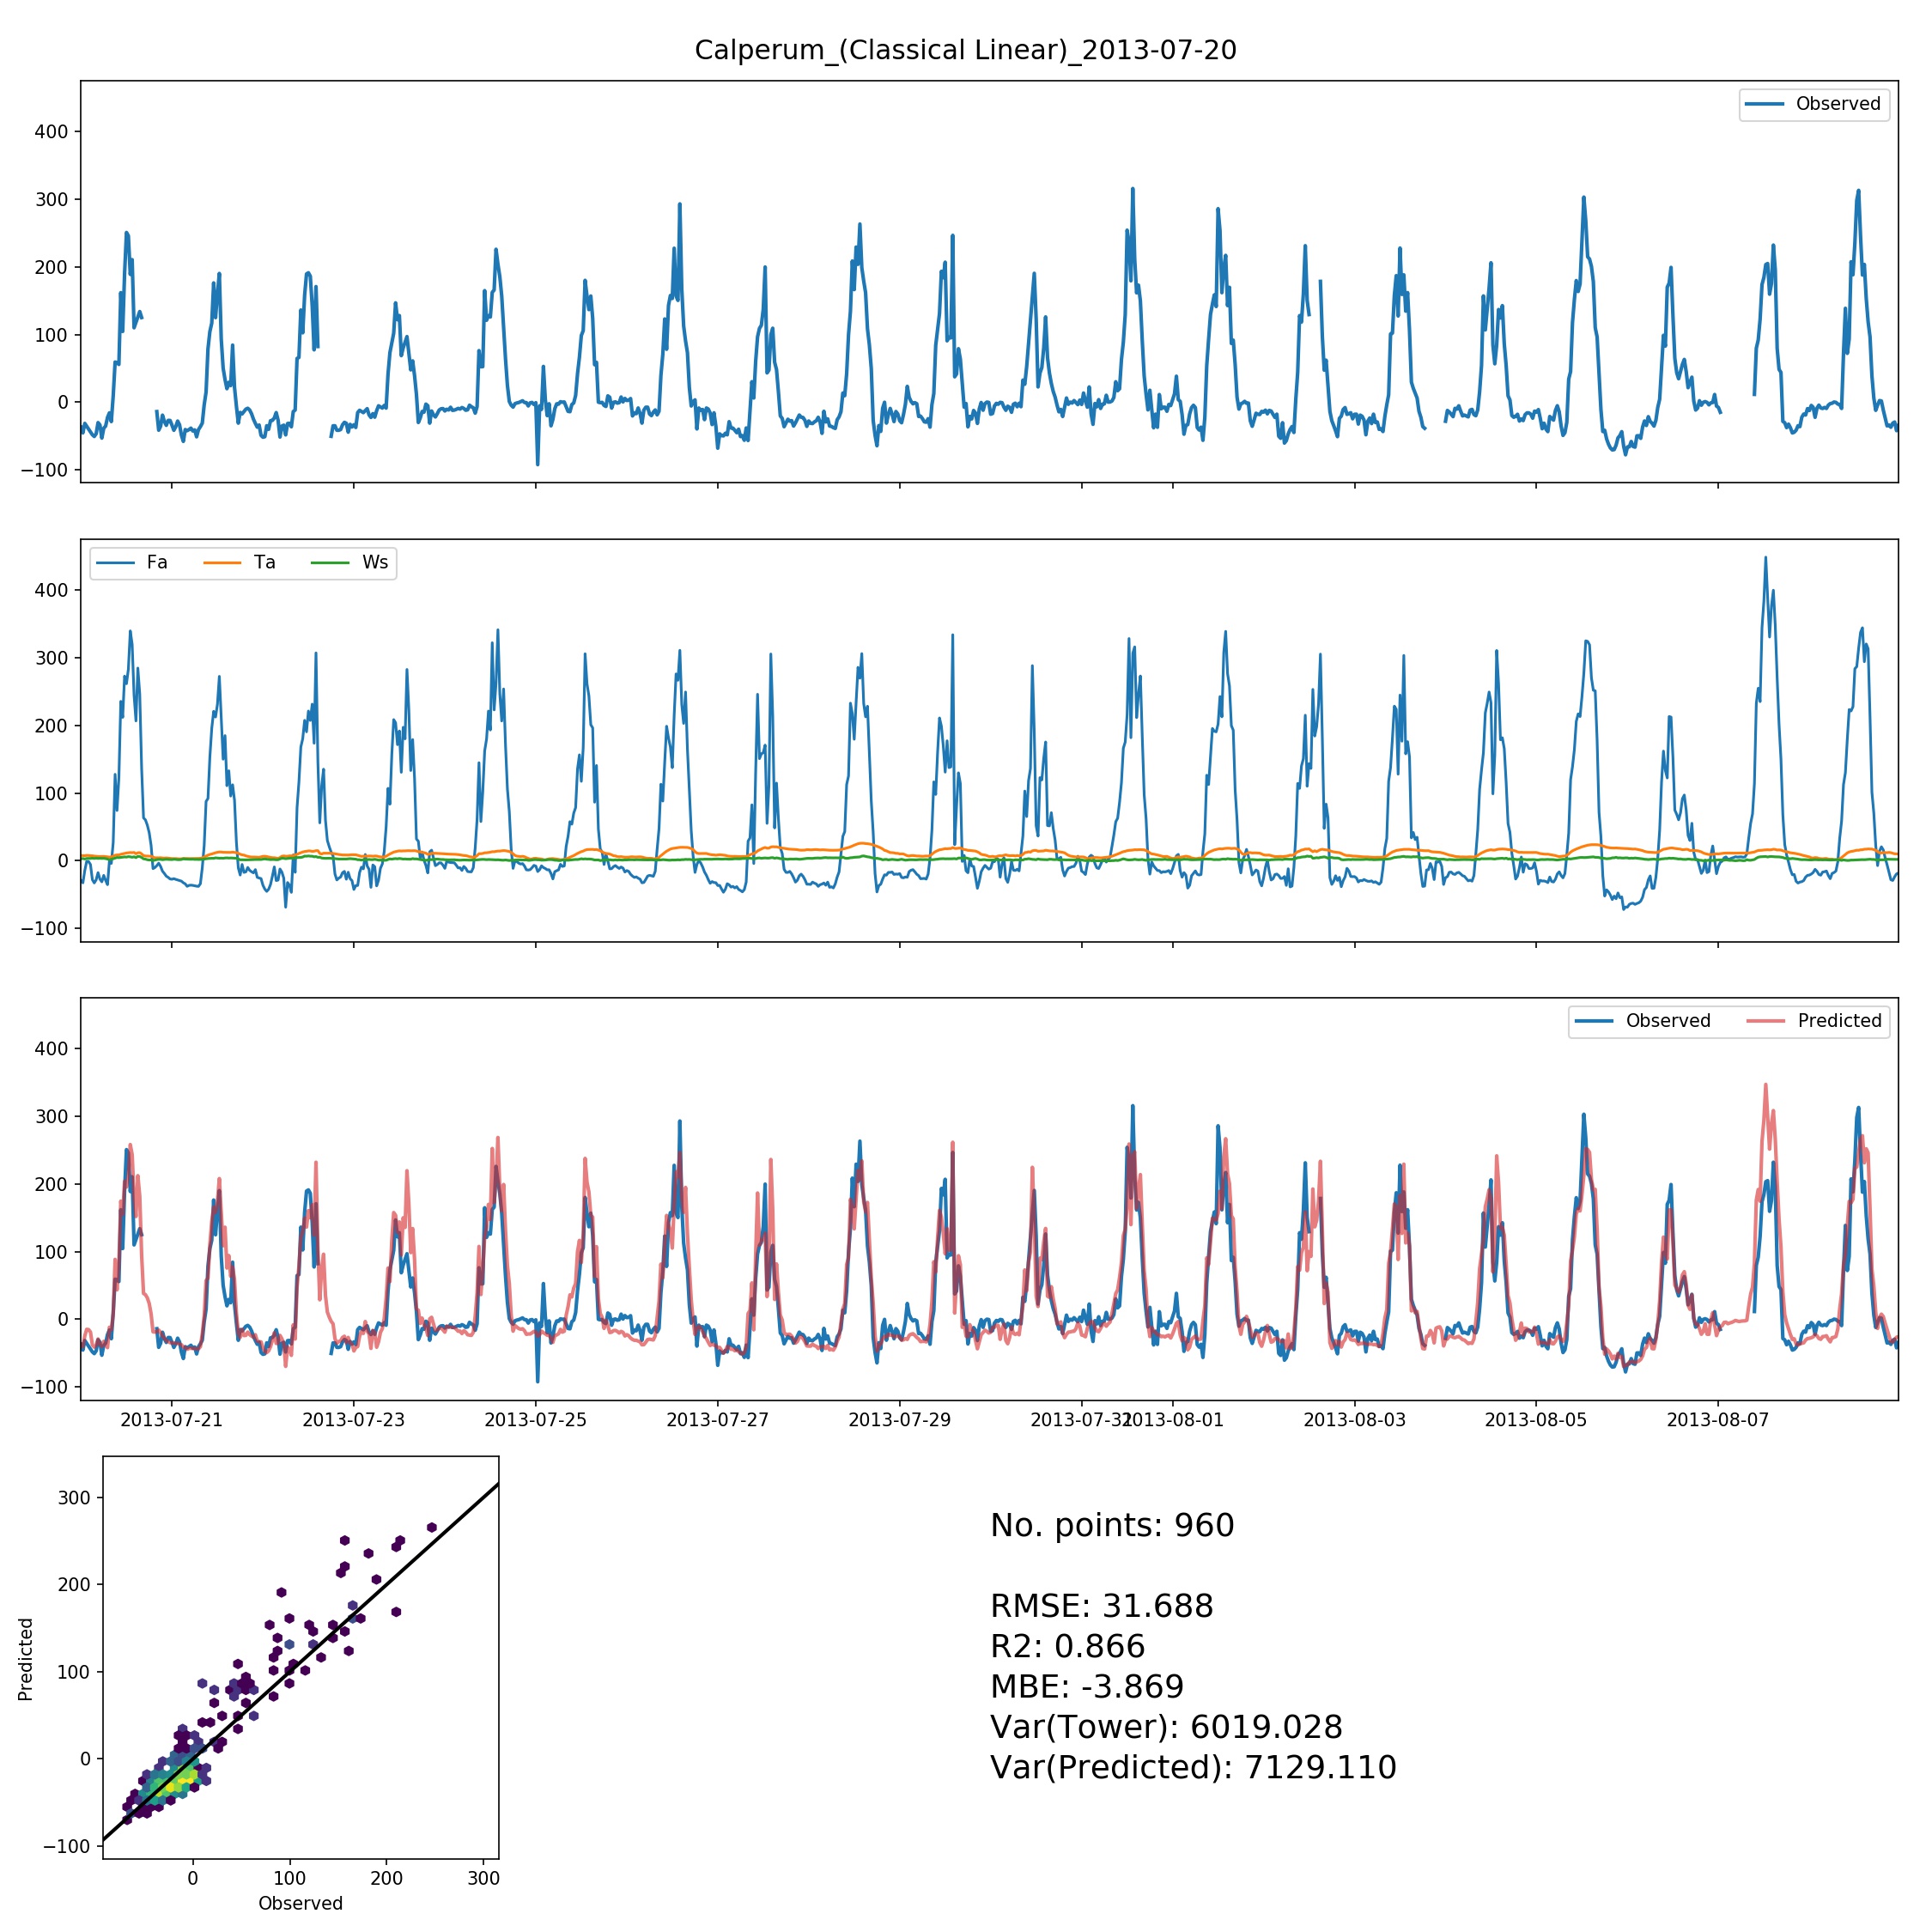 Calperum_(Classical Linear)_2013-07-20
Observed
400
300
200
100
0
−100
Fa Ta Ws
400
300
200
100
0
−100
Observed Predicted
400
300
200
100
0
−100
2013-07-21 2013-07-23 2013-07-25 2013-07-27 2013-07-29 2013-07-31 2013-08-01 2013-08-03 2013-08-05 2013-08-07
300
200
100
0
−100
Predicted
0 100 200 300
Observed
No. points: 960
RMSE: 31.688
R2: 0.866
MBE: -3.869
Var(Tower): 6019.028
Var(Predicted): 7129.110